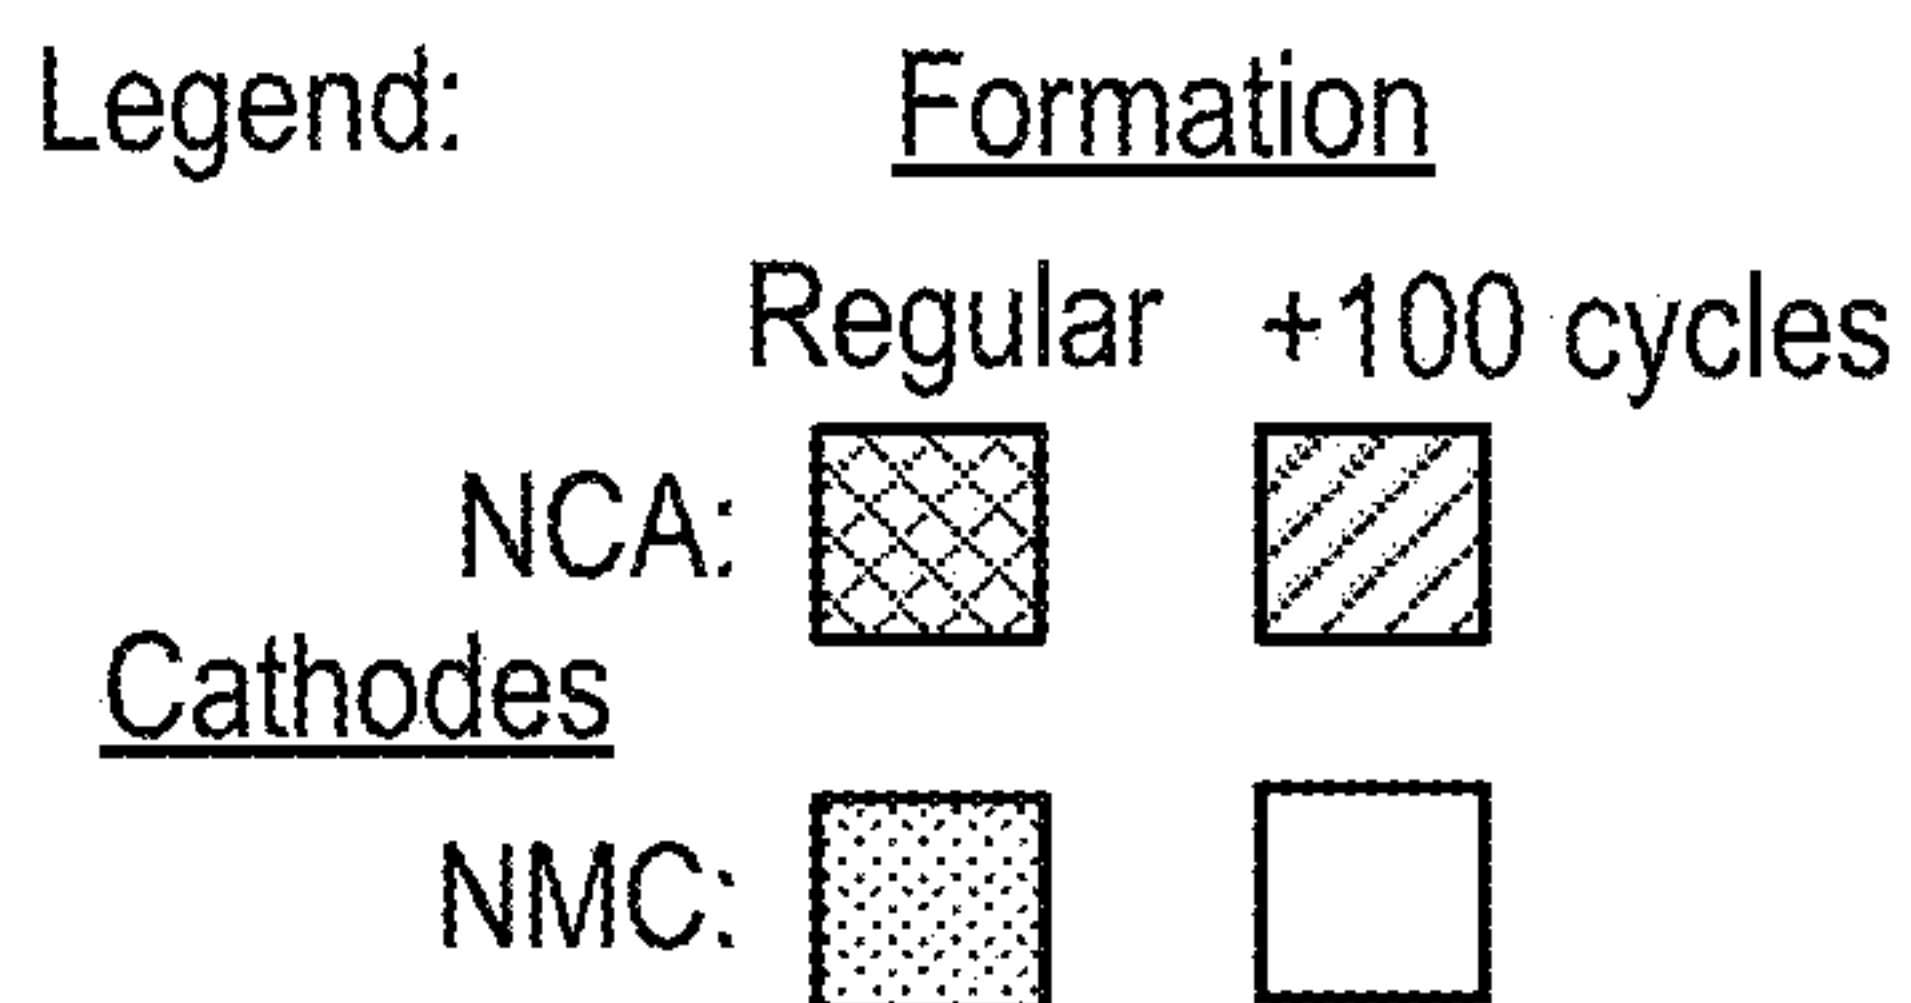 Legend: Formation
Regular +100 cycles
NCA:
Cathodes
NMC: